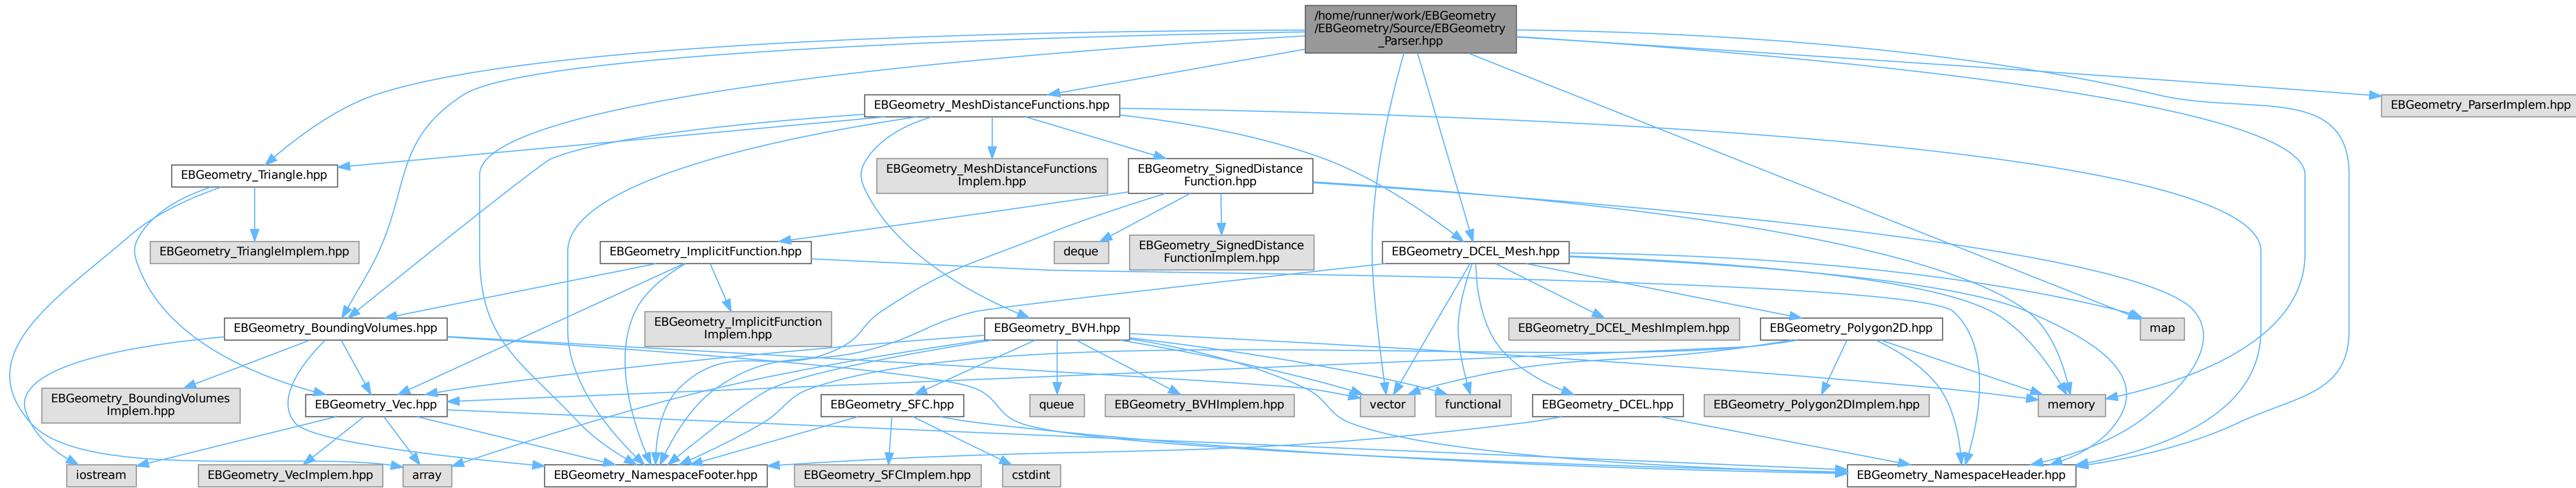 /home/runner/work/EBGeometry
/EBGeometry/Source/EBGeometry
_Parser.hpp
EBGeometry_MeshDistanceFunctions.hpp
EBGeometry_ParserImplem.hpp
EBGeometry_Triangle.hpp
EBGeometry_MeshDistanceFunctions
Implem.hpp
EBGeometry_SignedDistance
Function.hpp
EBGeometry_TriangleImplem.hpp
EBGeometry_ImplicitFunction.hpp
deque
EBGeometry_SignedDistance
FunctionImplem.hpp
EBGeometry_DCEL_Mesh.hpp
EBGeometry_BoundingVolumes.hpp
EBGeometry_ImplicitFunction
Implem.hpp
EBGeometry_BVH.hpp
EBGeometry_DCEL_MeshImplem.hpp
EBGeometry_Polygon2D.hpp
map
EBGeometry_BoundingVolumes
Implem.hpp
EBGeometry_Vec.hpp
EBGeometry_SFC.hpp
queue
EBGeometry_BVHImplem.hpp
vector
functional
EBGeometry_DCEL.hpp
EBGeometry_Polygon2DImplem.hpp
memory
iostream
EBGeometry_VecImplem.hpp
array
EBGeometry_NamespaceFooter.hpp
EBGeometry_SFCImplem.hpp
cstdint
EBGeometry_NamespaceHeader.hpp